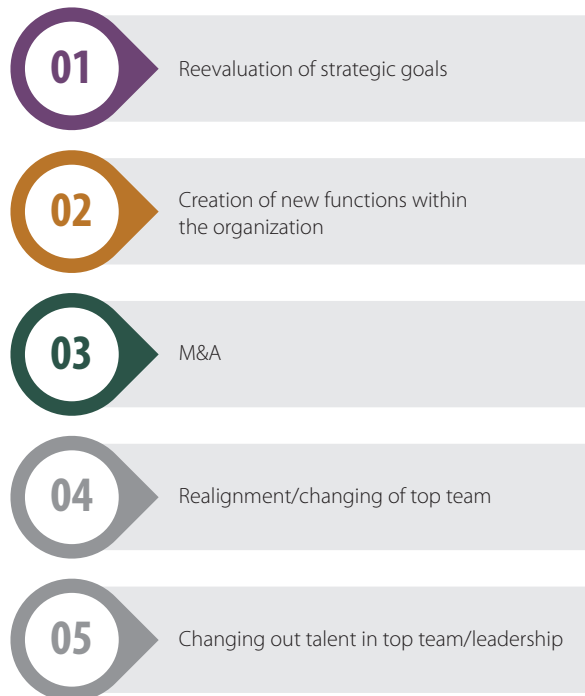 01
Reevaluation of strategic goals
02
Creation of new functions within
the organization
03
M&A
04
Realignment/changing of top team
05
Changing out talent in top team/leadership